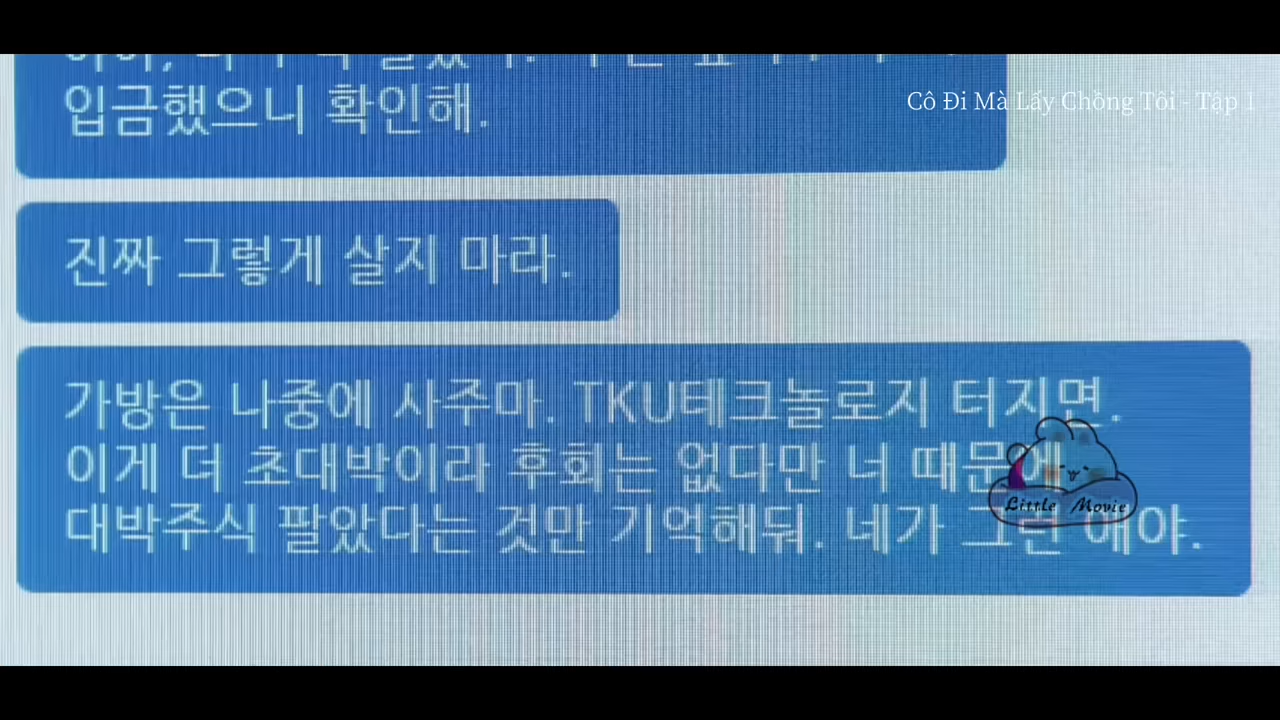 입금했으니 확인해.
Cô Đi Mà Lấy Chồng Tôi - Tập 1
진짜 그렇게 살지 마라.
가방은 나중에 사주마. TKU테크놀로지 터지면.
이게 더 초대박이라 후회는 없다만 너 때문에
대박주식 팔았다는 것만 기억해둬. 네가 그런 애야.
Little Movie